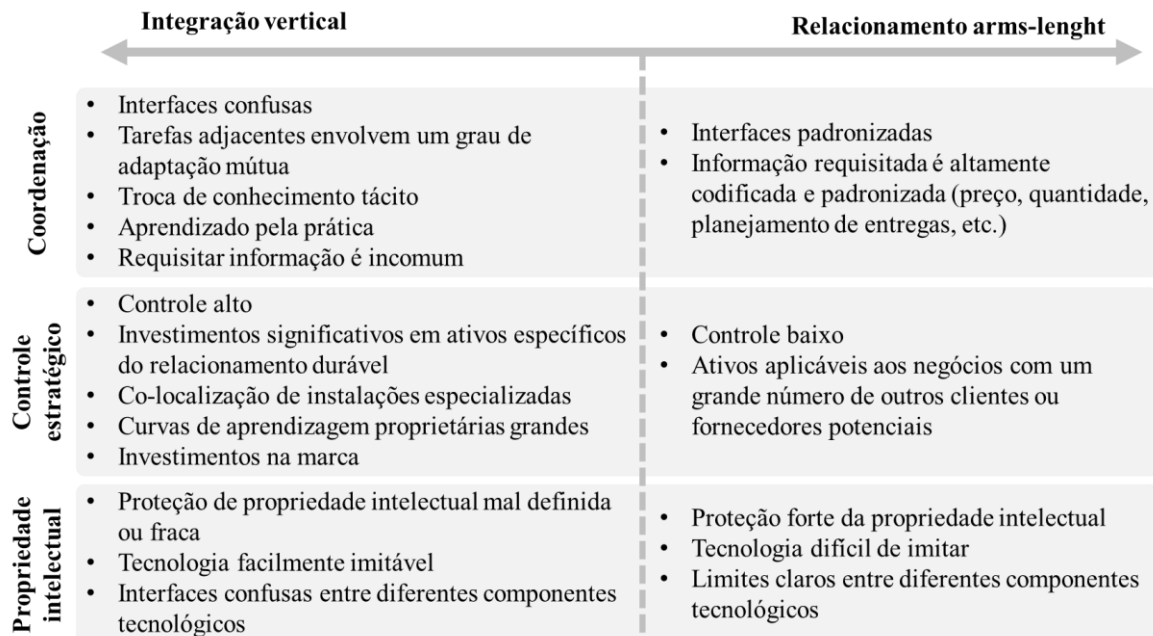 Integração vertical
Relacionamento arms-lenght
Coordenação
• Interfaces confusas
• Tarefas adjacentes envolvem um grau de
adaptação mútua
• Troca de conhecimento tácito
• Aprendizado pela prática
• Requisitar informação é incomum
• Interfaces padronizadas
• Informação requisitada é altamente
codificada e padronizada (preço, quantidade,
planejamento de entregas, etc.)
Controle
estratégico
• Controle alto
• Investimentos significativos em ativos específicos
do relacionamento durável
• Co-localização de instalações especializadas
• Curvas de aprendizagem proprietárias grandes
• Investimentos na marca
• Controle baixo
• Ativos aplicáveis aos negócios com um
grande número de outros clientes ou
fornecedores potenciais
Propriedade
intelectual
• Proteção de propriedade intelectual mal definida
ou fraca
• Tecnologia facilmente imitável
• Interfaces confusas entre diferentes componentes
tecnológicos
• Proteção forte da propriedade intelectual
• Tecnologia difícil de imitar
• Limites claros entre diferentes componentes
tecnológicos